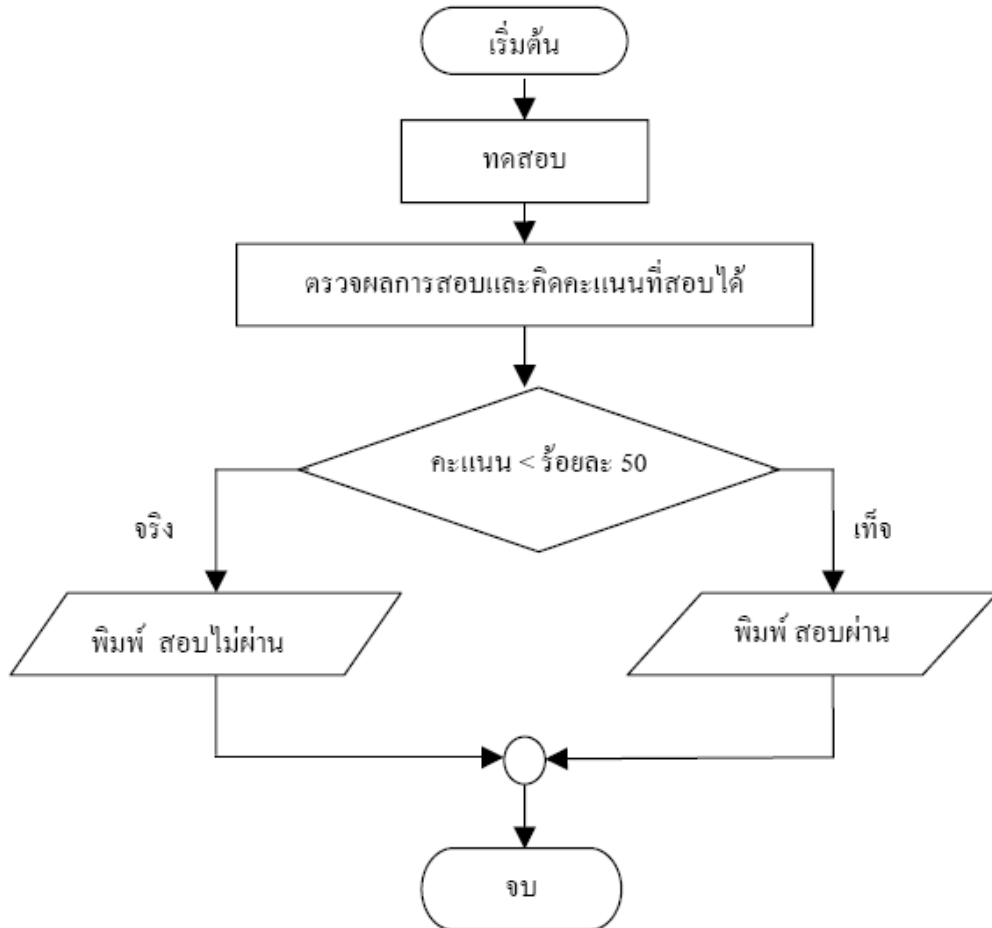 เริ่มต้น
ทดสอบ
ตรวจผลการสอบและคิดคะแนนที่สอบได้
คะแนน < ร้อยละ 50
จริง
เท็จ
พิมพ์ สอบไม่ผ่าน
พิมพ์ สอบผ่าน
จบ